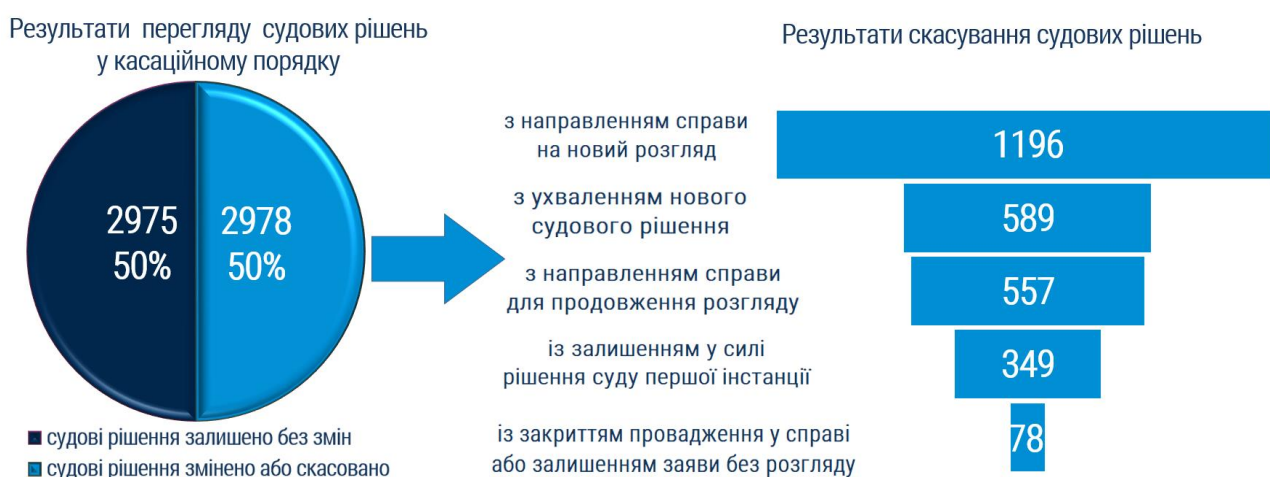 Результати перегляду судових рішень
у касаційному порядку
2975
50%
2978
50%
судові рішення залишено без змін
судові рішення змінено або скасовано
Результати скасування судових рішень
з направленням справи
на новий розгляд
1196
з ухваленням нового
судового рішення
589
з направленням справи
для продовження розгляду
557
із залишенням у силі
рішення суду першої інстанції
349
із закриттям провадження у справі
або залишенням заяви без розгляду
78